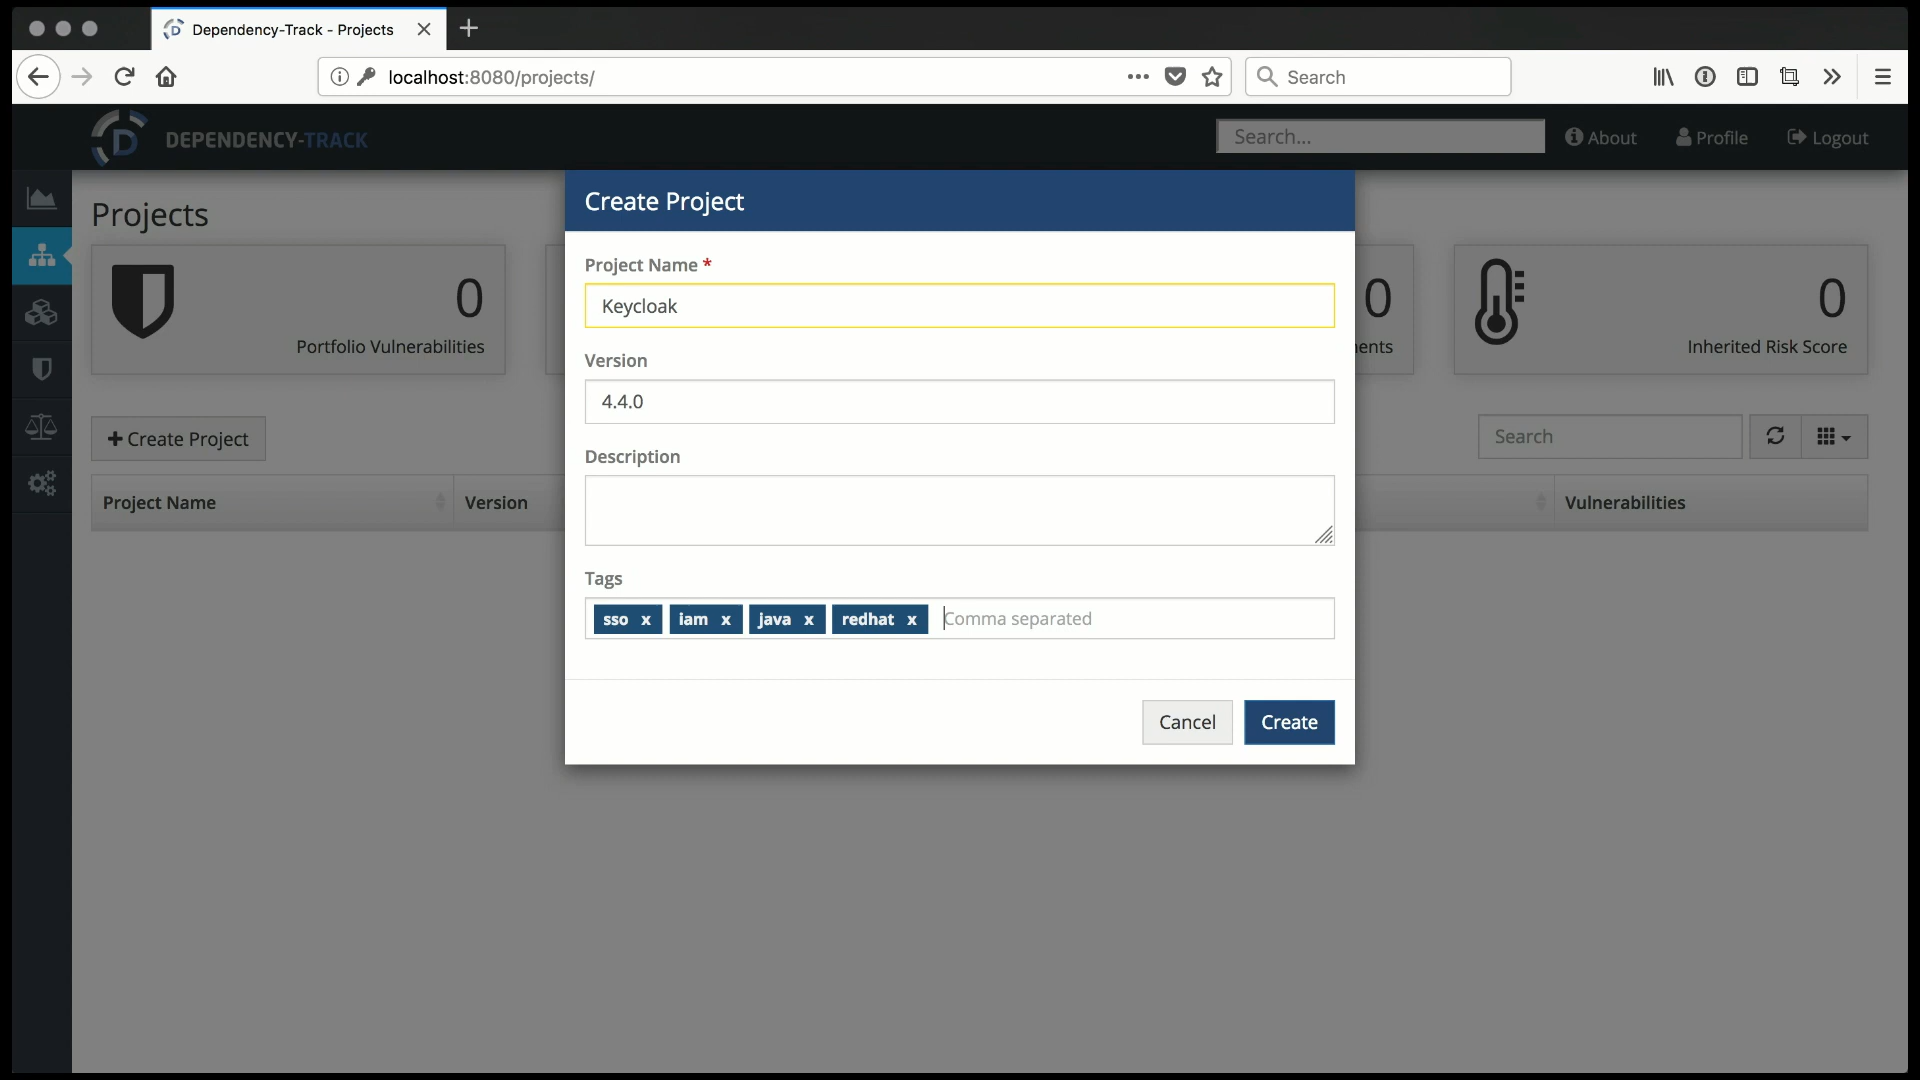 Dependency-Track - Projects
localhost:8080/projects/
Search
DEPENDENCY-TRACK
Search...
About
Profile
Logout
Projects
0
Portfolio Vulnerabilities
0
0
Inherited Risk Score
Create Project
Search
Project Name
Version
Vulnerabilities
Create Project
Project Name *
Keycloak
Version
4.4.0
Description
Tags
sso x iam x java x redhat x Comma separated
Cancel
Create